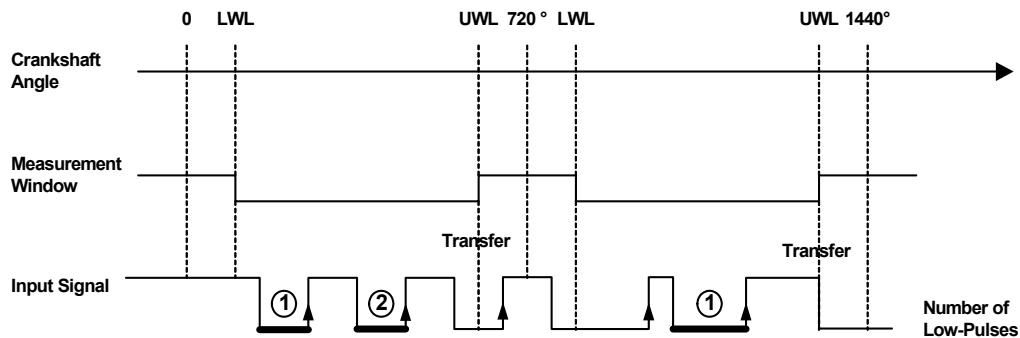 0 LWL UWL 720 ° LWL UWL 1440°
Crankshaft
Angle
Measurement
Window
Transfer Transfer
Input Signal
1 2 1
Number of
Low-Pulses